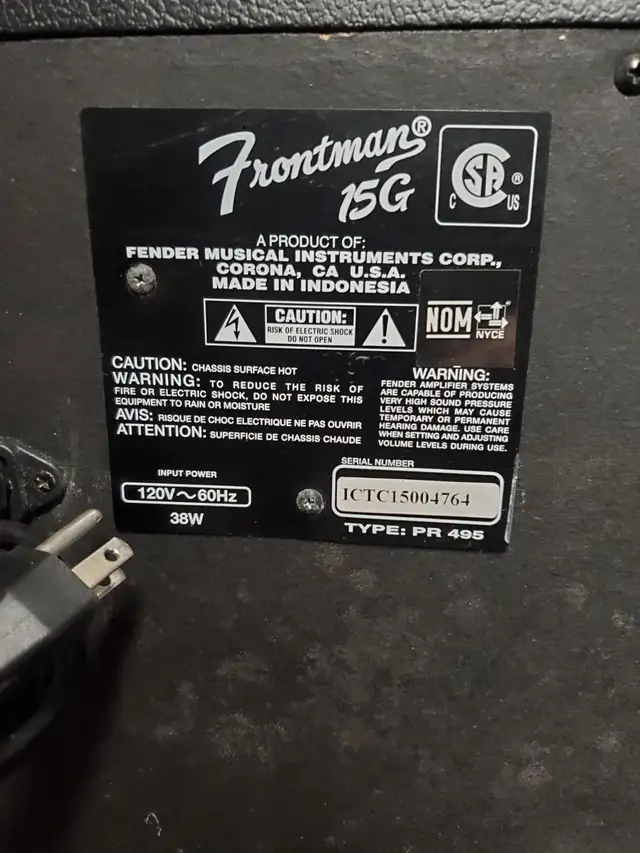 Frontman®
15G
CSA®
C US
A PRODUCT OF:
FENDER MUSICAL INSTRUMENTS CORP.,
CORONA, CA U.S.A.
MADE IN INDONESIA
CAUTION:
RISK OF ELECTRIC SHOCK
DO NOT OPEN
NOM
NYCE
CAUTION: CHASSIS SURFACE HOT
WARNING: TO REDUCE THE RISK OF
FIRE OR ELECTRIC SHOCK, DO NOT EXPOSE THIS
EQUIPMENT TO RAIN OR MOISTURE
AVIS: RISQUE DE CHOC ELECTRIQUE NE PAS OUVRIR
ATTENTION: SUPERFICIE DE CHASSIS CHAUDE
WARNING:
FENDER AMPLIFIER SYSTEMS
ARE CAPABLE OF PRODUCING
VERY HIGH SOUND PRESSURE
LEVELS WHICH MAY CAUSE
TEMPORARY OR PERMANENT
HEARING DAMAGE. USE CARE
WHEN SETTING AND ADJUSTING
VOLUME LEVELS DURING USE.
INPUT POWER
120V～60Hz
38W
SERIAL NUMBER
ICTC15004764
TYPE: PR 495